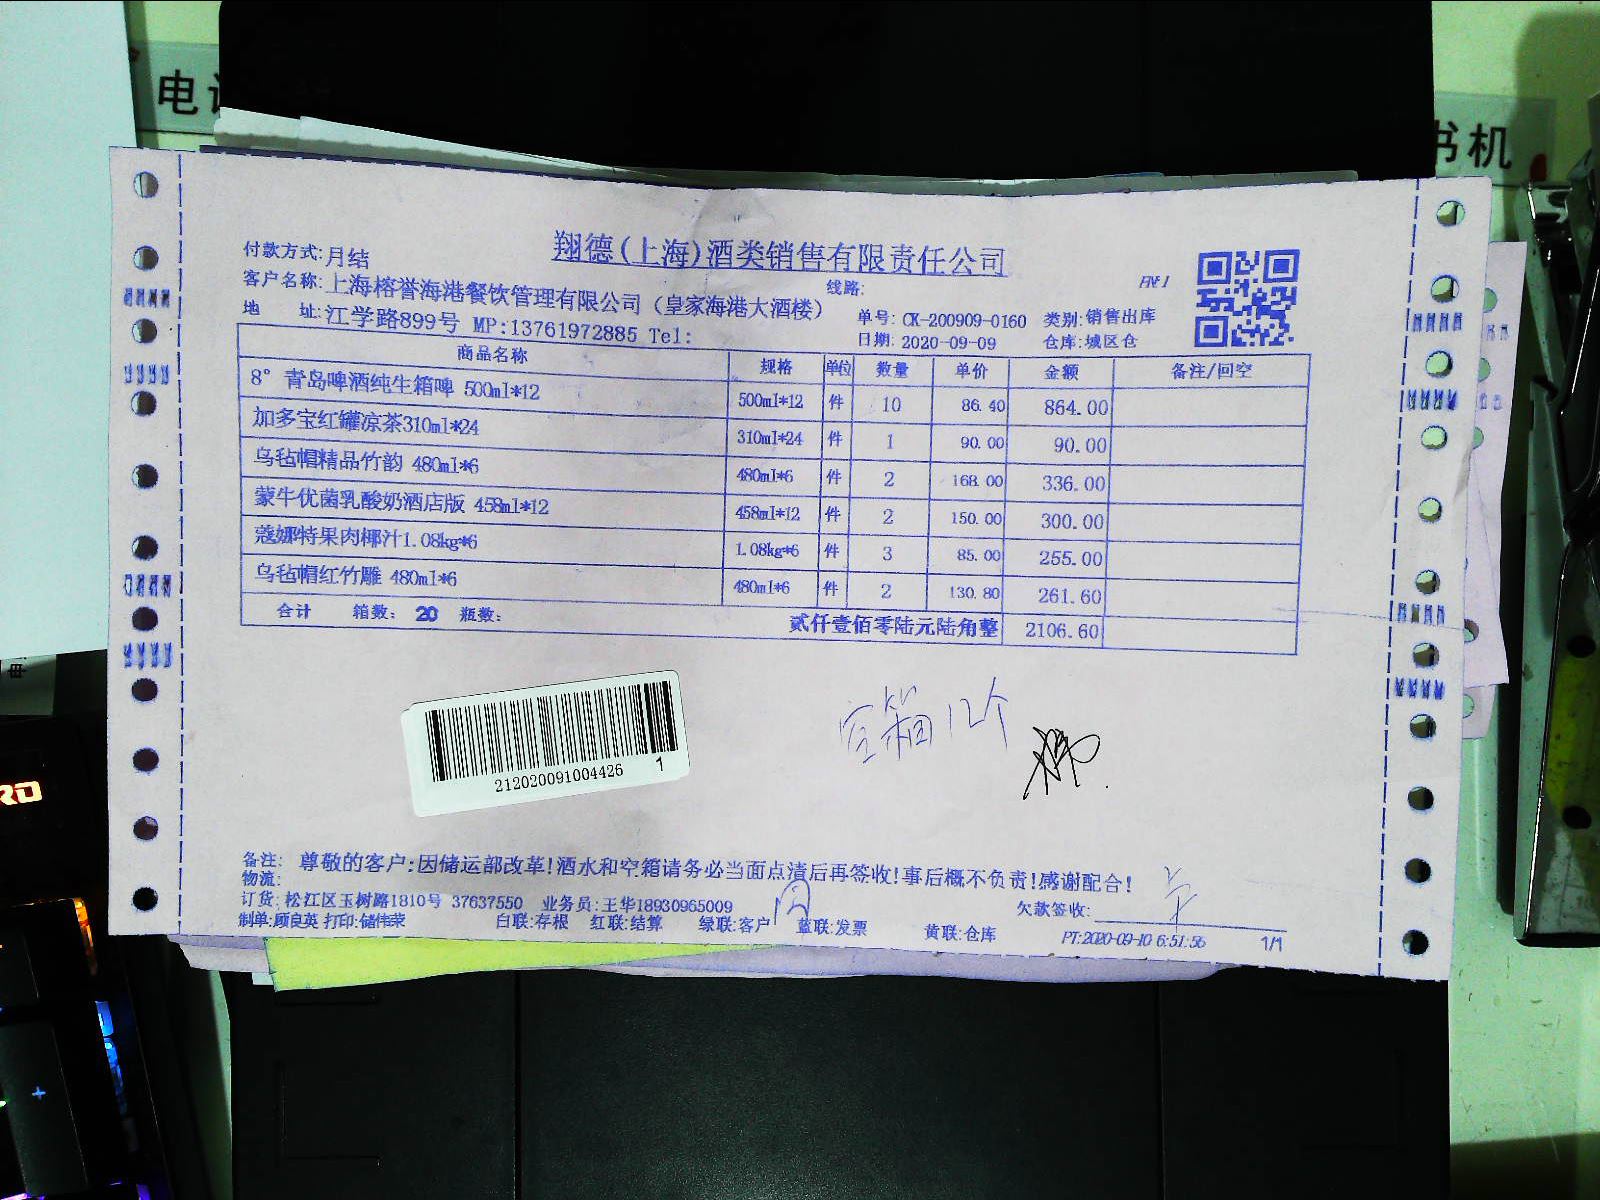 电
书机
翔德(上海)酒类销售有限责任公司
付款方式:月结
客户名称:上海榕誉海港餐饮管理有限公司（皇家海港大酒楼）
线路:
地 址:江学路899号 MP:13761972885 Tel:
单号: CK-200909-0160 类别:销售出库
日期: 2020-09-09 仓库:城区仓
商品名称 规格 单位 数量 单价 金额 备注/回空
8° 青岛啤酒纯生箱啤 500ml*12 500ml*12 件 10 86.40 864.00
加多宝红罐凉茶310ml*24 310ml*24 件 1 90.00 90.00
乌毡帽精品竹韵 480ml*6 480ml*6 件 2 168.00 336.00
蒙牛优菌乳酸奶酒店版 458ml*12 458ml*12 件 2 150.00 300.00
蔻娜特果肉椰汁1.08kg*6 1.08kg*6 件 3 85.00 255.00
乌毡帽红竹雕 480ml*6 480ml*6 件 2 130.80 261.60
合计 箱数: 20 瓶数: 贰仟壹佰零陆元陆角整 2106.60
空箱12个
212020091004426 1
备注: 尊敬的客户:因储运部改革!酒水和空箱请务必当面点清后再签收!事后概不负责!感谢配合!
物流:
订货:松江区玉树路1810号 37637550 业务员:王华18930965009
欠款签收:
制单:顾良英 打印:储伟荣 白联:存根 红联:结算 绿联:客户 蓝联:发票 黄联:仓库 PT:2020-09-10 6:51:56 1/1
RD